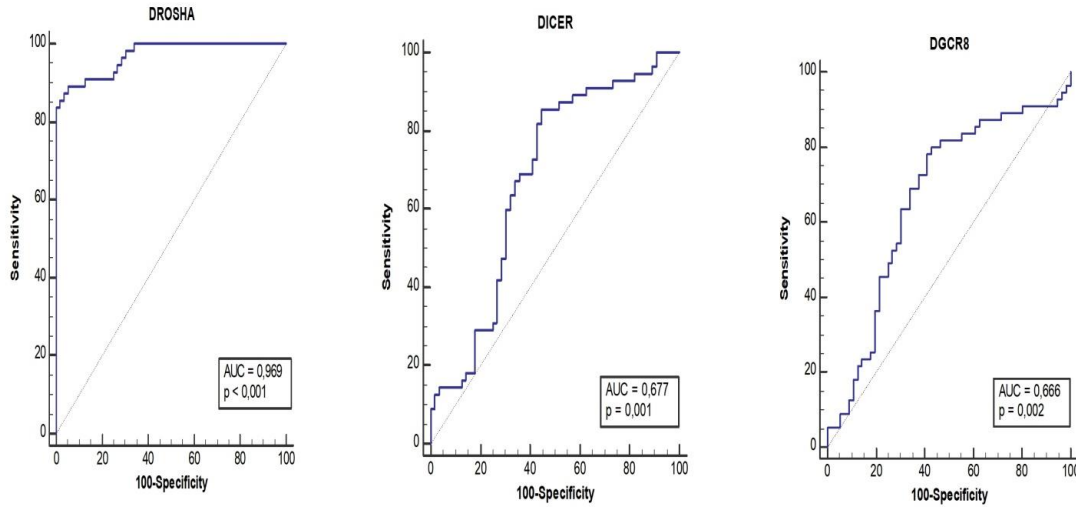 DROSHA
100
80
60
40
20
0
Sensitivity
AUC = 0,969
p < 0,001
0 20 40 60 80 100
100-Specificity
DICER
100
80
60
40
20
0
Sensitivity
AUC = 0,677
p = 0,001
0 20 40 60 80 100
100-Specificity
DGCR8
100
80
60
40
20
0
Sensitivity
AUC = 0,666
p = 0,002
0 20 40 60 80 100
100-Specificity